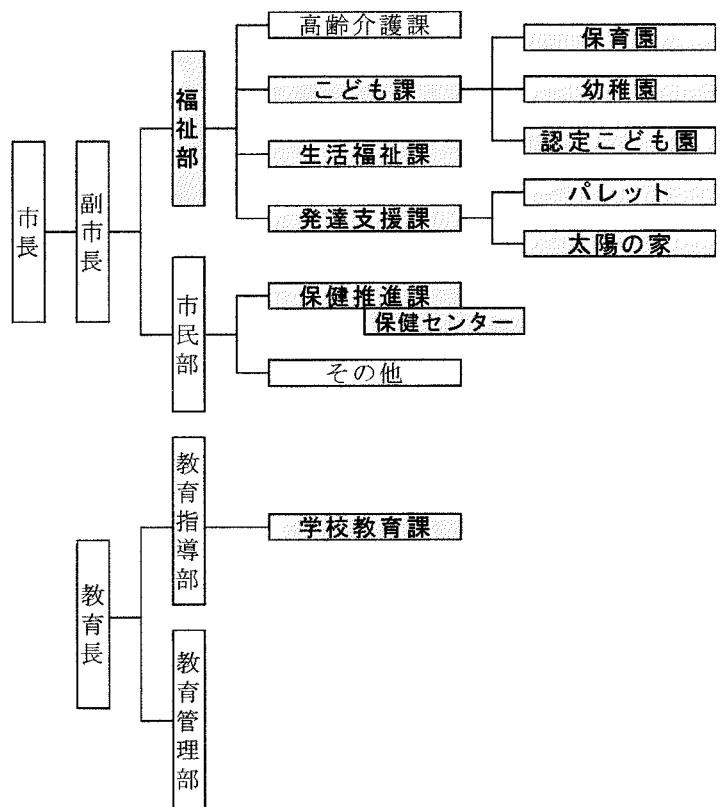 市長
副市長
福祉部
高齢介護課
こども課
保育園
幼稚園
認定こども園
生活福祉課
発達支援課
パレット
太陽の家
市民部
保健推進課
保健センター
その他
教育長
教育指導部
学校教育課
教育管理部